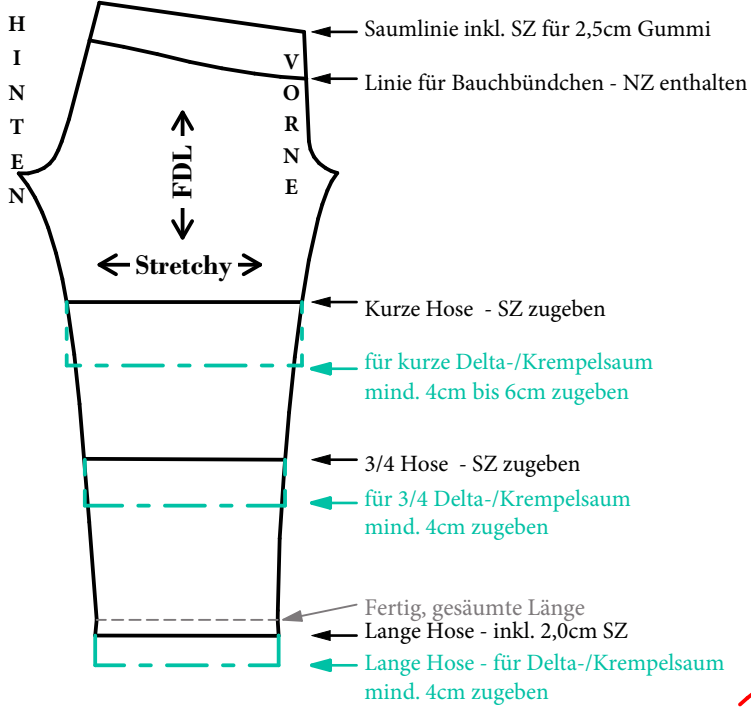 HINTEN
VORNE
Saumlinie inkl. SZ für 2,5cm Gummi
Linie für Bauchbündchen - NZ enthalten
FDL
Stretchy
Kurze Hose - SZ zugeben
für kurze Delta-/Krempelsaum
mind. 4cm bis 6cm zugeben
3/4 Hose - SZ zugeben
für 3/4 Delta-/Krempelsaum
mind. 4cm zugeben
Fertig, gesäumte Länge
Lange Hose - inkl. 2,0cm SZ
Lange Hose - für Delta-/Krempelsaum
mind. 4cm zugeben